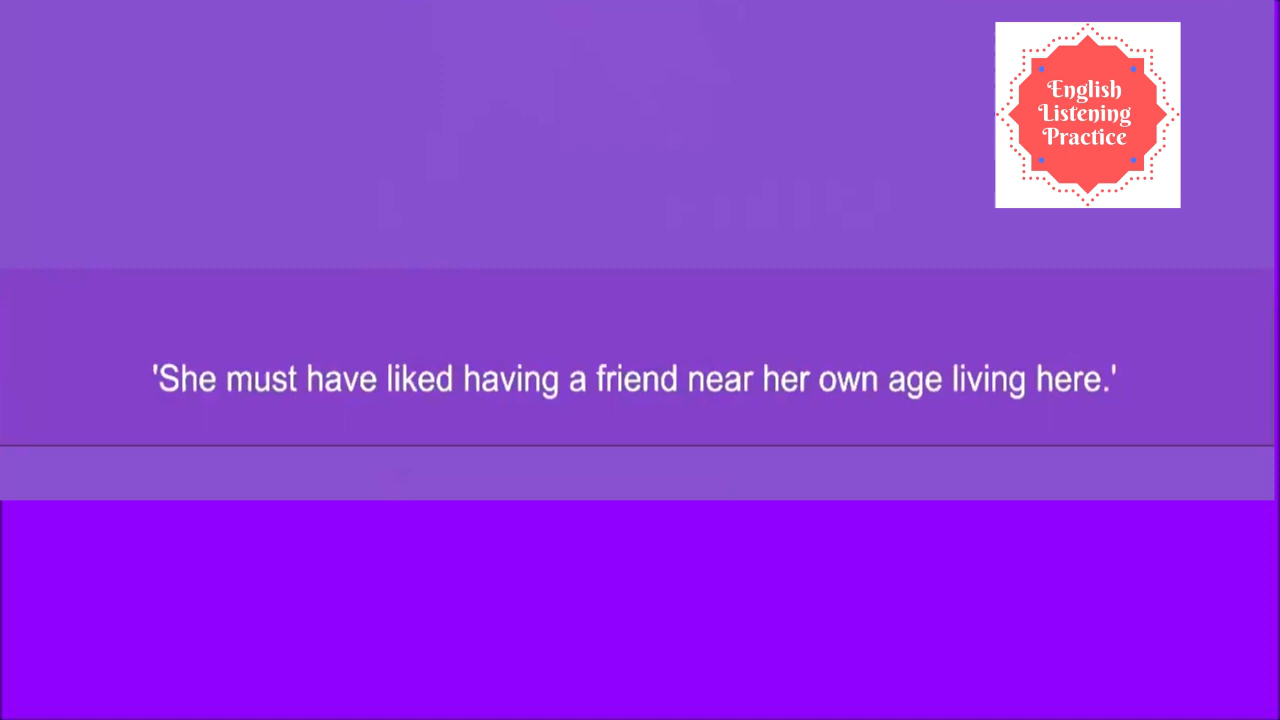 English
Listening
Practice
'She must have liked having a friend near her own age living here.'